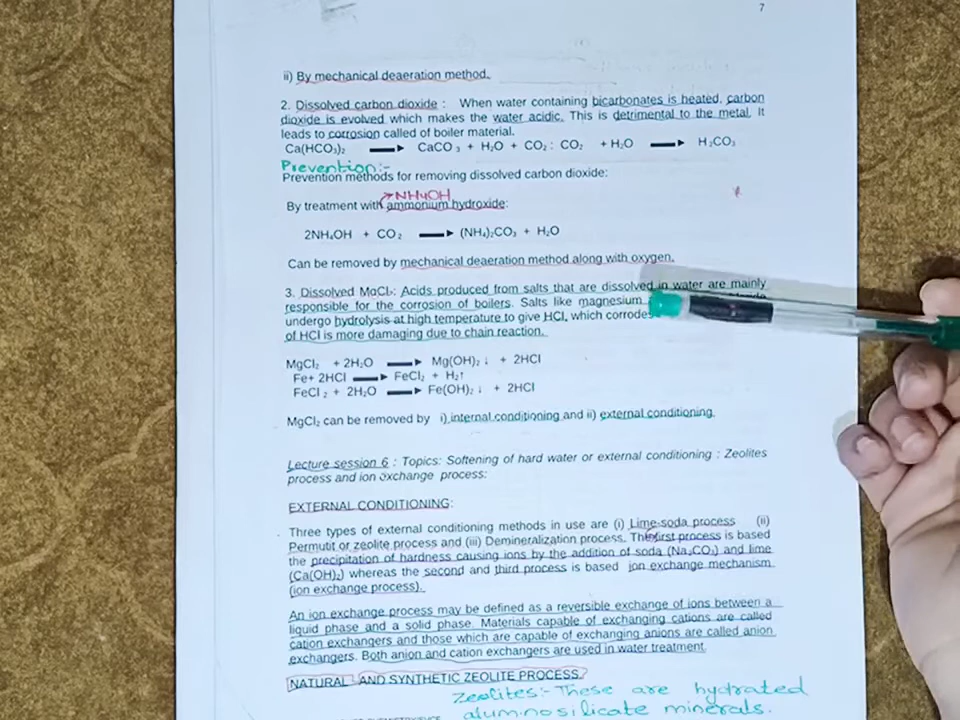 7
ii) By mechanical deaeration method.
2. Dissolved carbon dioxide : When water containing bicarbonates is heated, carbon
dioxide is evolved which makes the water acidic. This is detrimental to the metal. It
leads to corrosion called of boiler material.
Ca(HCO₃)₂ → CaCO₃ + H₂O + CO₂ : CO₂ + H₂O → H₂CO₃
Prevention:-
Prevention methods for removing dissolved carbon dioxide:
→NH4OH
By treatment with ammonium hydroxide:
2NH₄OH + CO₂ → (NH₄)₂CO₃ + H₂O
Can be removed by mechanical deaeration method along with oxygen.
3. Dissolved MgCl₂: Acids produced from salts that are dissolved in water are mainly
responsible for the corrosion of boilers. Salts like magnesium
undergo hydrolysis at high temperature to give HCl, which corrodes
of HCl is more damaging due to chain reaction.
MgCl₂ + 2H₂O → Mg(OH)₂ ↓ + 2HCl
Fe+ 2HCl → FeCl₂ + H₂↑
FeCl₂ + 2H₂O → Fe(OH)₂ ↓ + 2HCl
MgCl₂ can be removed by i) internal conditioning and ii) external conditioning.
Lecture session 6 : Topics: Softening of hard water or external conditioning : Zeolites
process and ion exchange process:
EXTERNAL CONDITIONING:
Three types of external conditioning methods in use are (i) Lime-soda process (ii)
Permutit or zeolite process and (iii) Demineralization process. The first process is based
the precipitation of hardness causing ions by the addition of soda (Na₂CO₃) and lime
(Ca(OH)₂) whereas the second and third process is based ion exchange mechanism
(ion exchange process).
An ion exchange process may be defined as a reversible exchange of ions between a
liquid phase and a solid phase. Materials capable of exchanging cations are called
cation exchangers and those which are capable of exchanging anions are called anion
exchangers. Both anion and cation exchangers are used in water treatment.
NATURAL AND SYNTHETIC ZEOLITE PROCESS.
Zeolites:- These are hydrated
aluminosilicate minerals.